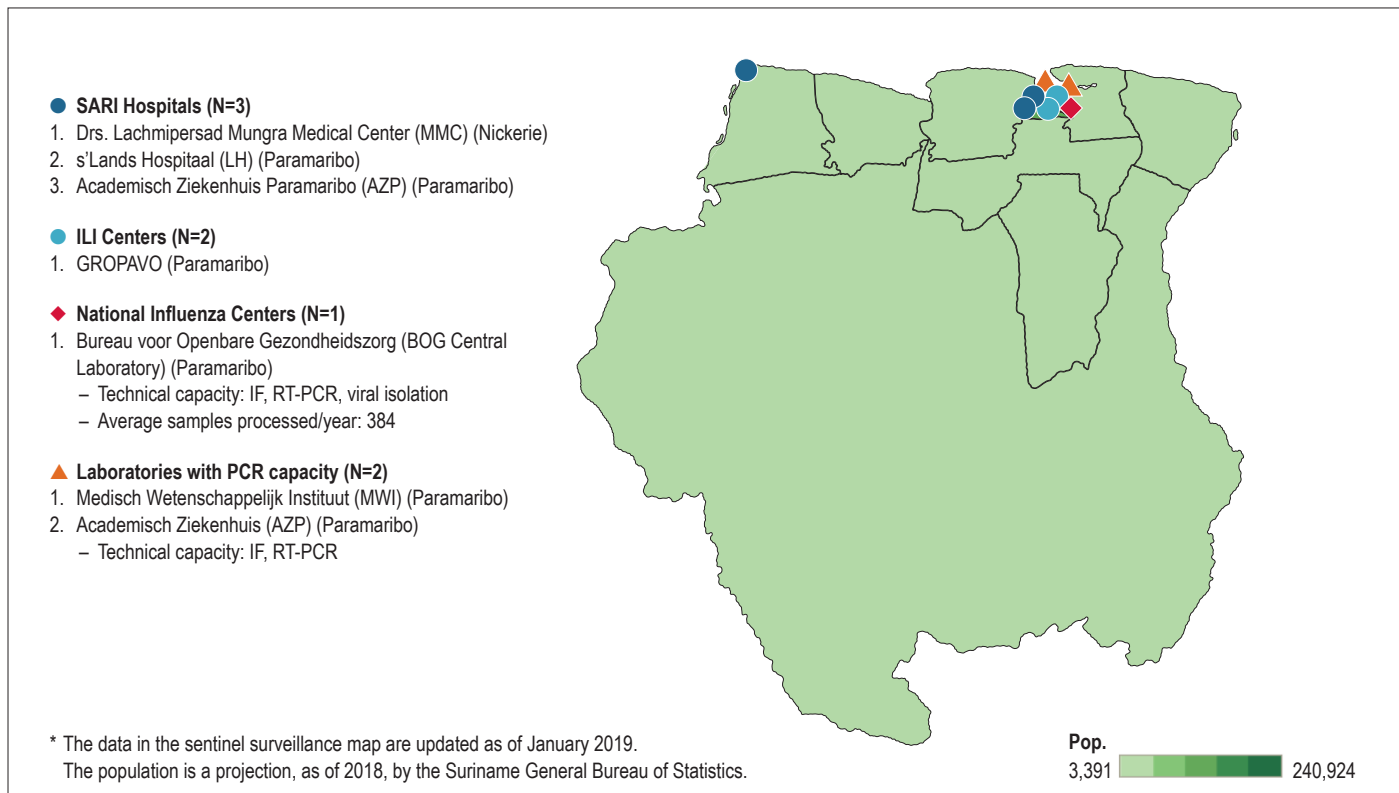 SARI Hospitals (N=3)
1. Drs. Lachmipersad Mungra Medical Center (MMC) (Nickerie)
2. s'Lands Hospitaal (LH) (Paramaribo)
3. Academisch Ziekenhuis Paramaribo (AZP) (Paramaribo)
ILI Centers (N=2)
1. GROPAVO (Paramaribo)
National Influenza Centers (N=1)
1. Bureau voor Openbare Gezondheidszorg (BOG Central
Laboratory) (Paramaribo)
– Technical capacity: IF, RT-PCR, viral isolation
– Average samples processed/year: 384
Laboratories with PCR capacity (N=2)
1. Medisch Wetenschappelijk Instituut (MWI) (Paramaribo)
2. Academisch Ziekenhuis (AZP) (Paramaribo)
– Technical capacity: IF, RT-PCR
* The data in the sentinel surveillance map are updated as of January 2019.
The population is a projection, as of 2018, by the Suriname General Bureau of Statistics.
Pop.
3,391 240,924